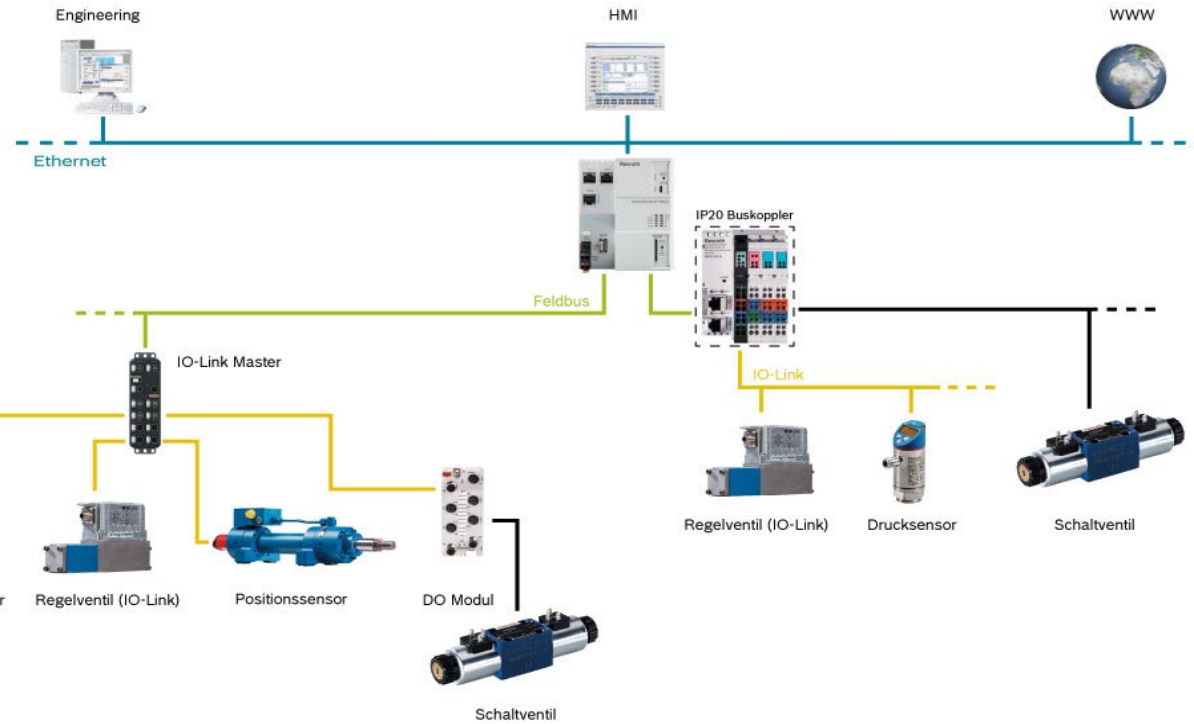 Engineering
HMI
WWW
Ethernet
IP20 Buskoppler
Feldbus
IO-Link Master
IO-Link
Regelventil (IO-Link)
Drucksensor
Schaltventil
r
Regelventil (IO-Link)
Positionssensor
DO Modul
Schaltventil